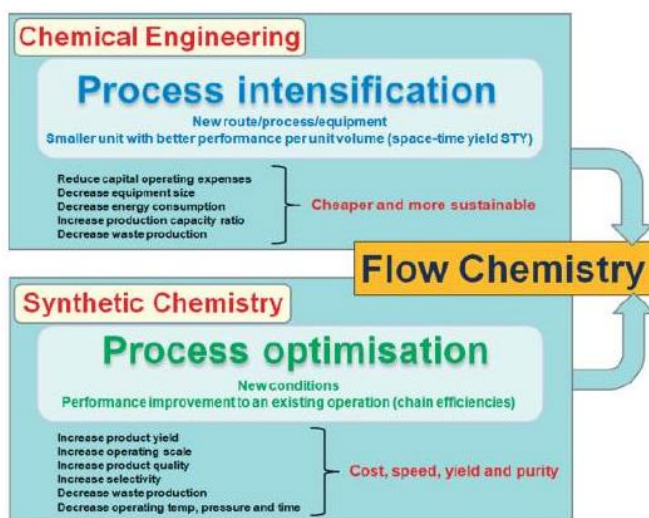 Chemical Engineering
Process intensification
New route/process/equipment
Smaller unit with better performance per unit volume (space-time yield STY)
Reduce capital operating expenses
Decrease equipment size
Decrease energy consumption
Increase production capacity ratio
Decrease waste production
Cheaper and more sustainable
Flow Chemistry
Synthetic Chemistry
Process optimisation
New conditions
Performance improvement to an existing operation (chain efficiencies)
Increase product yield
Increase operating scale
Increase product quality
Increase selectivity
Decrease waste production
Decrease operating temp, pressure and time
Cost, speed, yield and purity